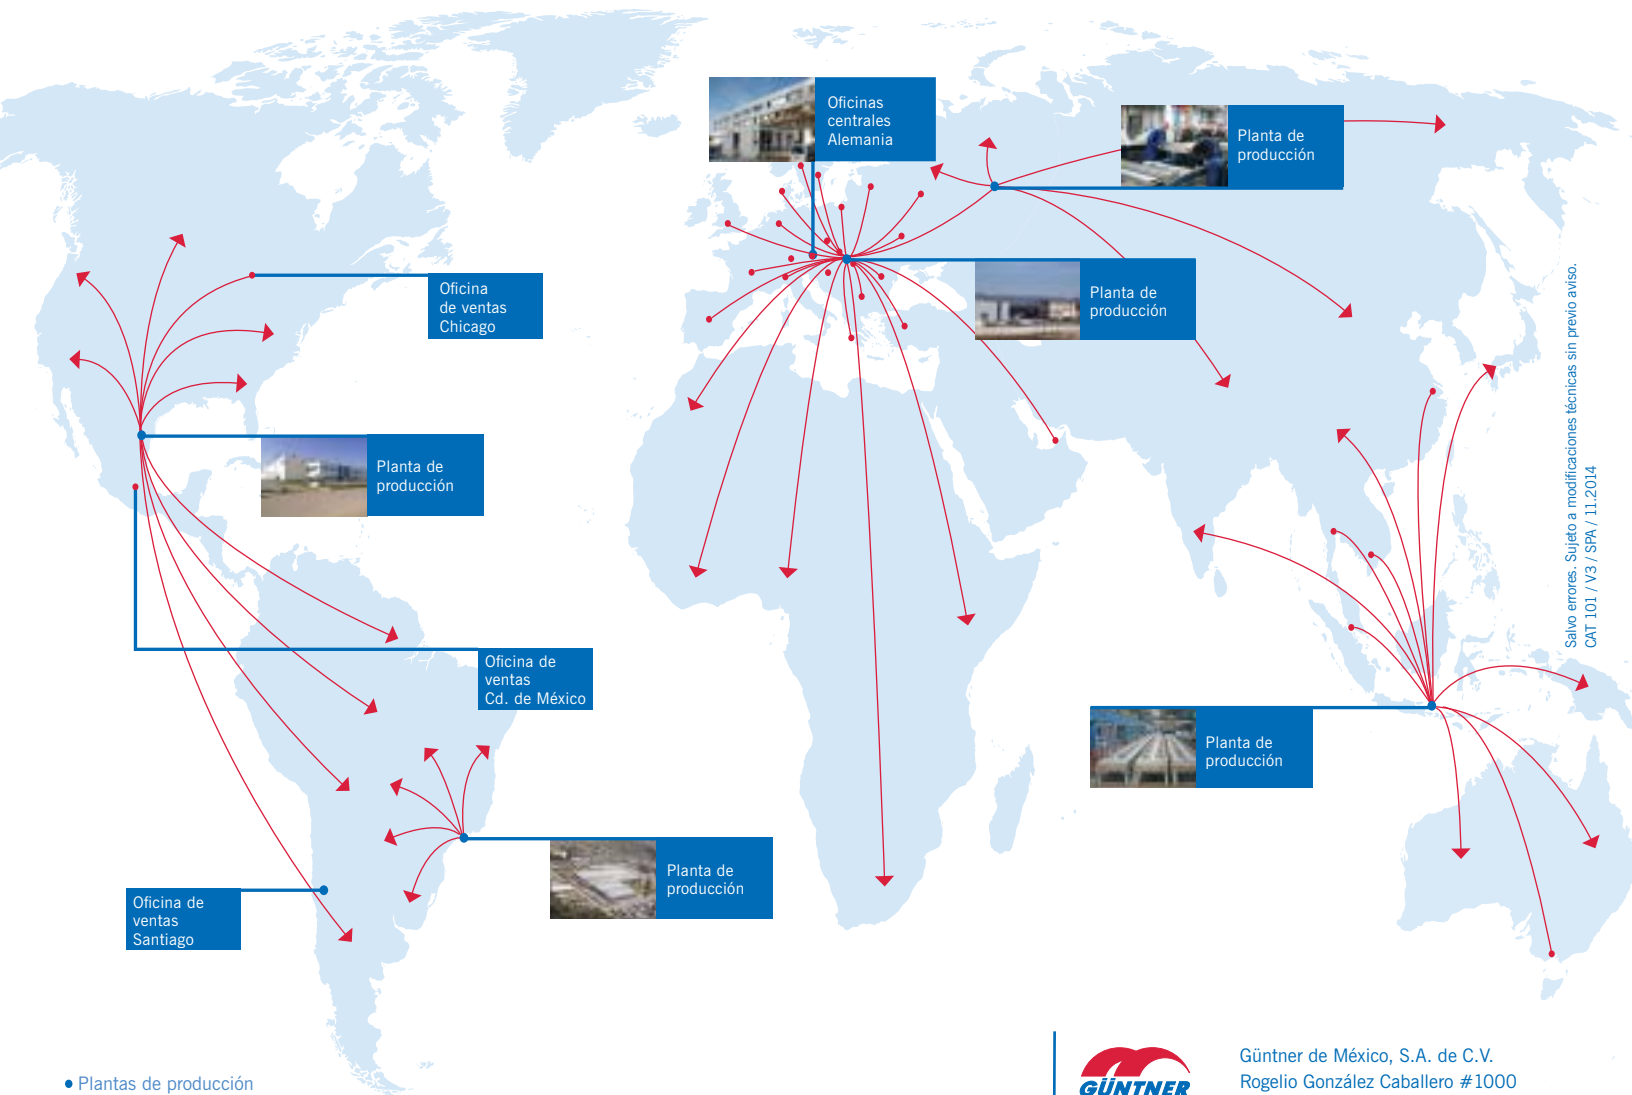 Oficinas
centrales
Alemania
Planta de
producción
Oficina
de ventas
Chicago
Planta de
producción
Planta de
producción
Oficina de
ventas
Cd. de México
Planta de
producción
Planta de
producción
Oficina de
ventas
Santiago
Salvo errores. Sujeto a modificaciones técnicas sin previo aviso.
CAT 101 / V3 / SPA / 11.2014
• Plantas de producción
GÜNTNER
Güntner de México, S.A. de C.V.
Rogelio González Caballero #1000